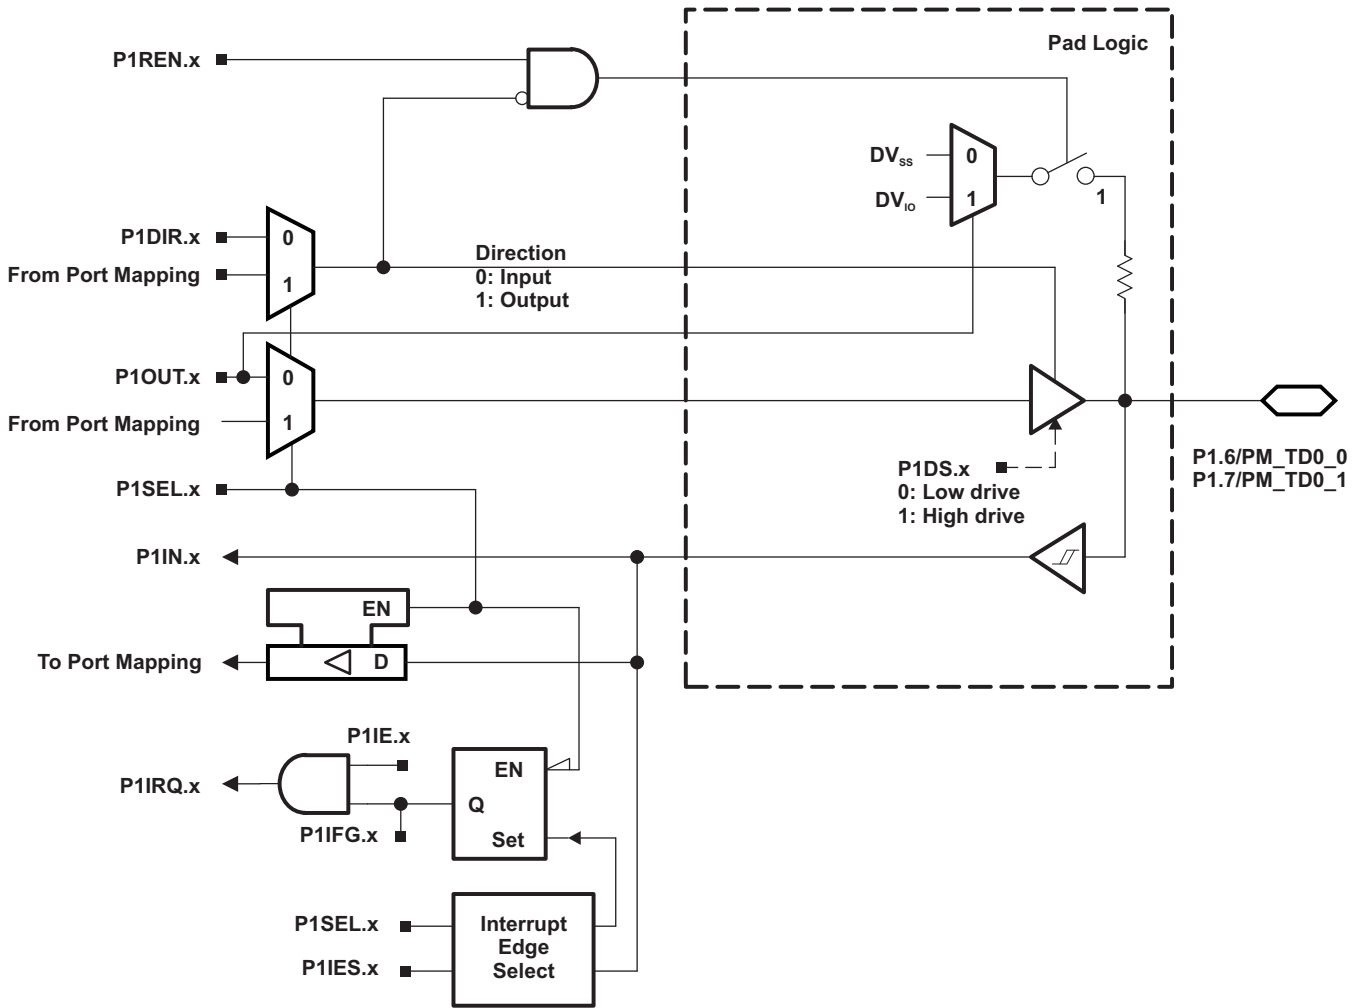 Pad Logic
P1REN.x
DVSS
0
DVIO
1
1
P1DIR.x
0
From Port Mapping
1
Direction
0: Input
1: Output
P1OUT.x
0
From Port Mapping
1
P1SEL.x
P1DS.x
0: Low drive
1: High drive
P1.6/PM_TD0_0
P1.7/PM_TD0_1
P1IN.x
EN
To Port Mapping
D
P1IE.x
P1IRQ.x
EN
Q
P1IFG.x
Set
P1SEL.x
P1IES.x
Interrupt
Edge
Select